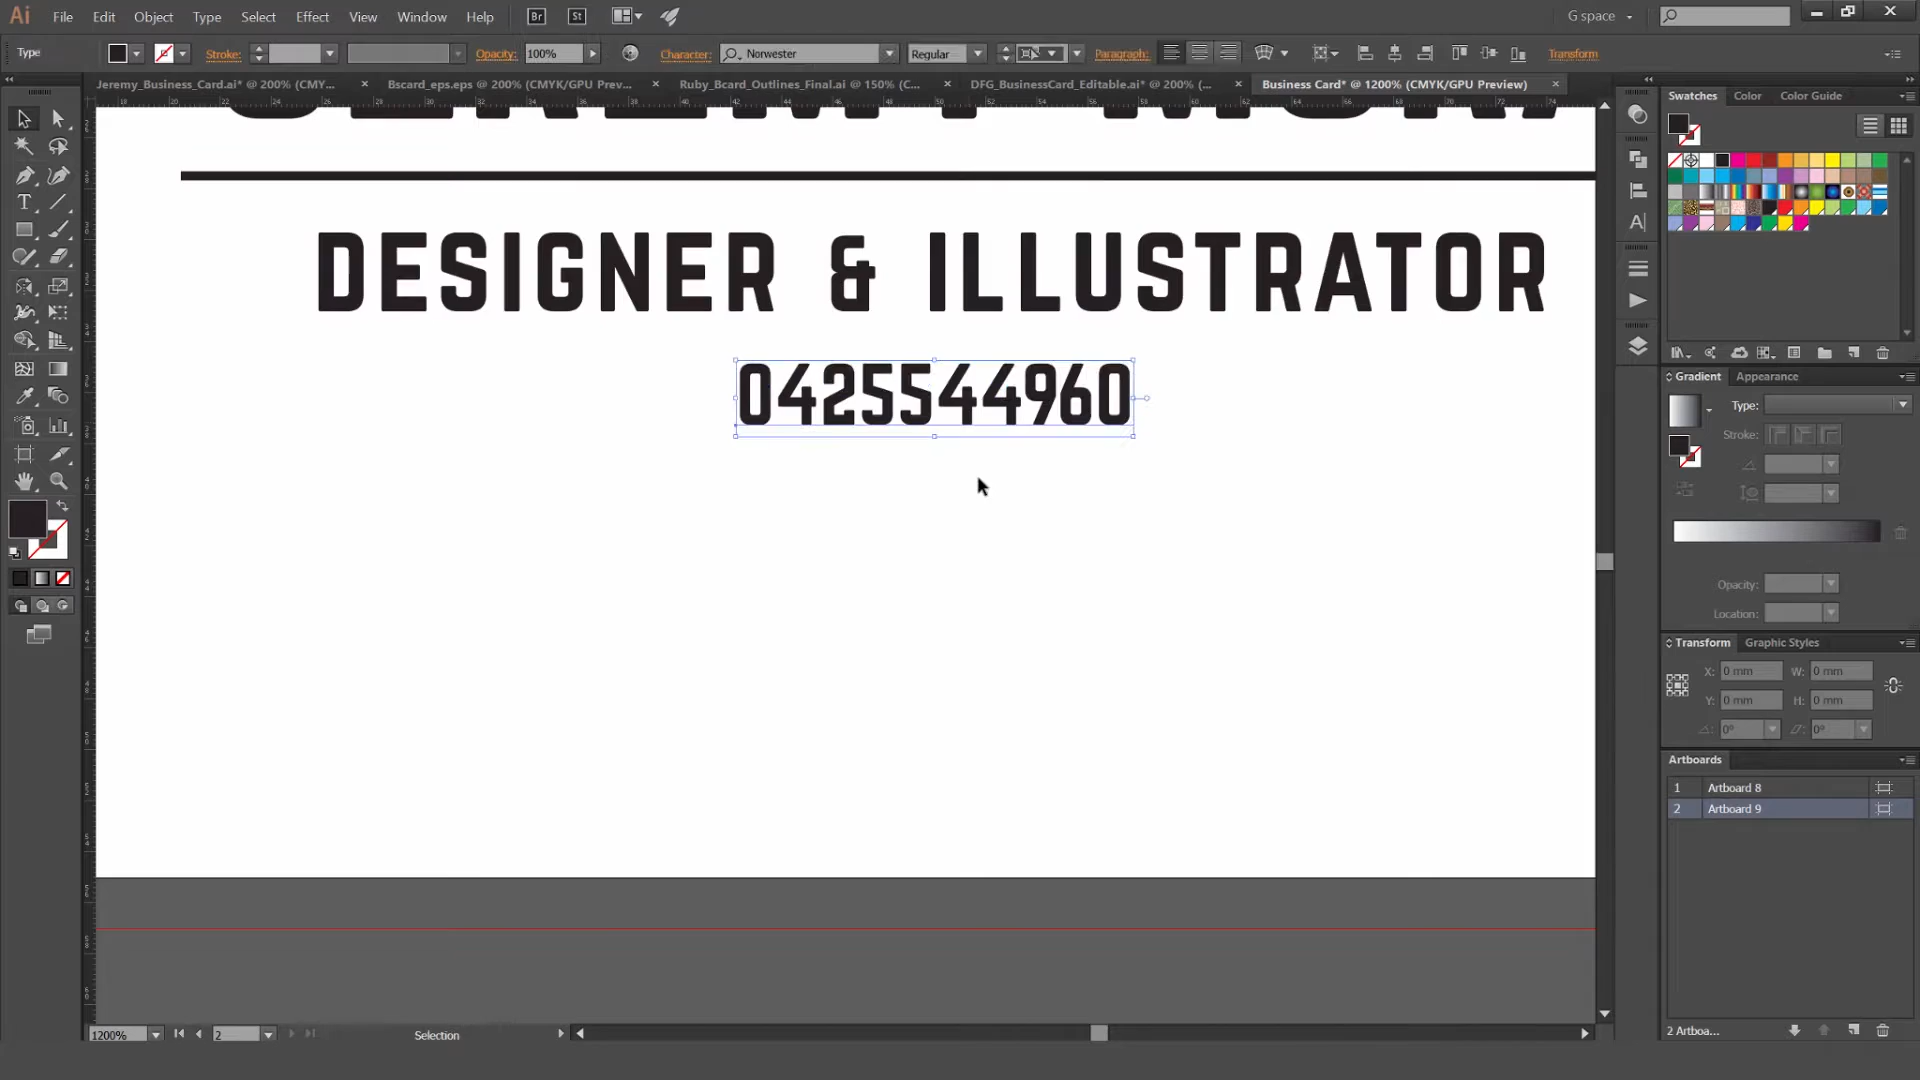 Ai File Edit Object Type Select Effect View Window Help Br St G space
Type Stroke: Opacity: 100% Character: Norwester Regular Paragraph: Transform
Jeremy_Business_Card.ai* @ 200% (CMY... Bscard_eps.eps @ 200% (CMYK/GPU Prev... Ruby_Bcard_Outlines_Final.ai @ 150% (C... DFG_BusinessCard_Editable.ai* @ 200% (... Business Card* @ 1200% (CMYK/GPU Preview)
Swatches Color Color Guide
DESIGNER & ILLUSTRATOR
0425544960
Gradient Appearance
Type:
Stroke:
Opacity:
Location:
Transform Graphic Styles
X: 0 mm W: 0 mm
Y: 0 mm H: 0 mm
0° 0°
Artboards
1 Artboard 8
2 Artboard 9
2 Artboa...
1200% 2 Selection